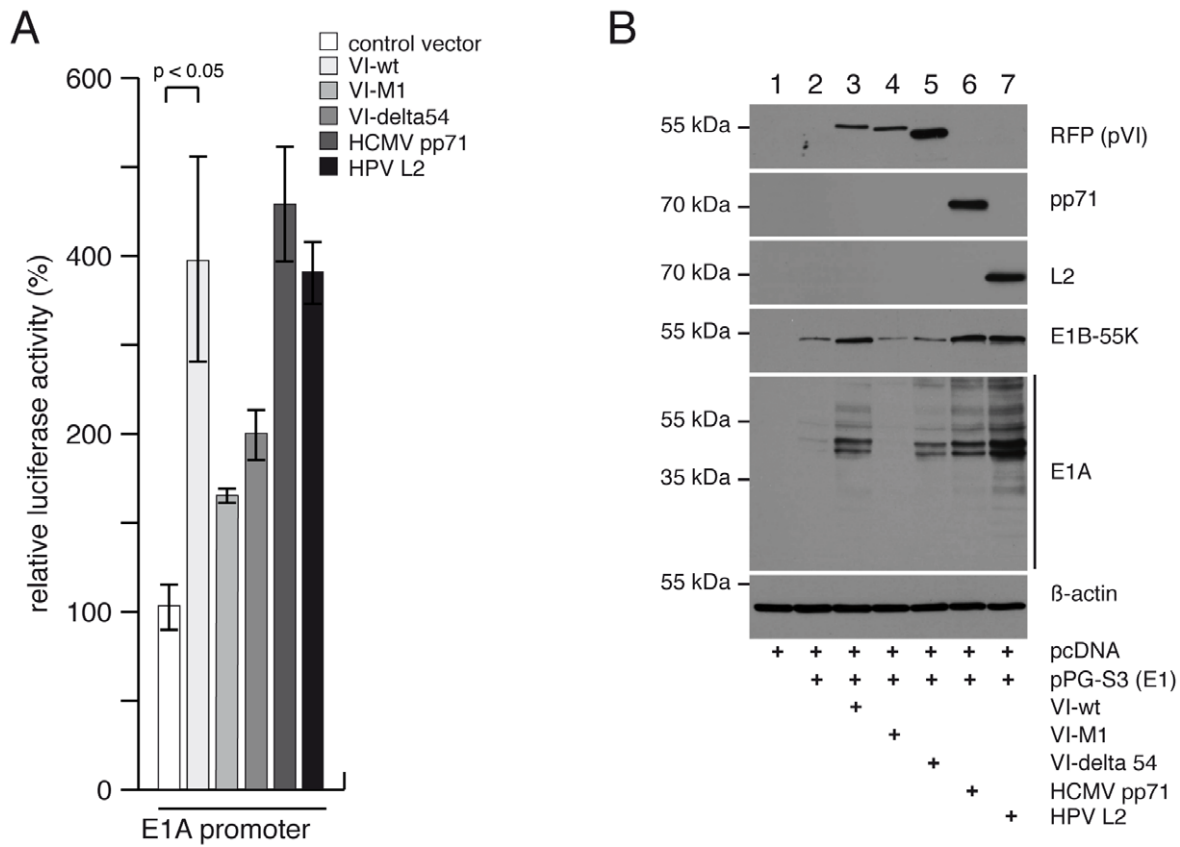 A
control vector
VI-wt
VI-M1
VI-delta54
HCMV pp71
HPV L2
p < 0.05
600
400
200
100
0
relative luciferase activity (%)
E1A promoter
B
1 2 3 4 5 6 7
55 kDa RFP (pVI)
70 kDa pp71
70 kDa L2
55 kDa E1B-55K
55 kDa
35 kDa E1A
55 kDa ß-actin
+ + + + + + + pcDNA
+ + + + + + pPG-S3 (E1)
+ VI-wt
+ VI-M1
+ VI-delta 54
+ HCMV pp71
+ HPV L2